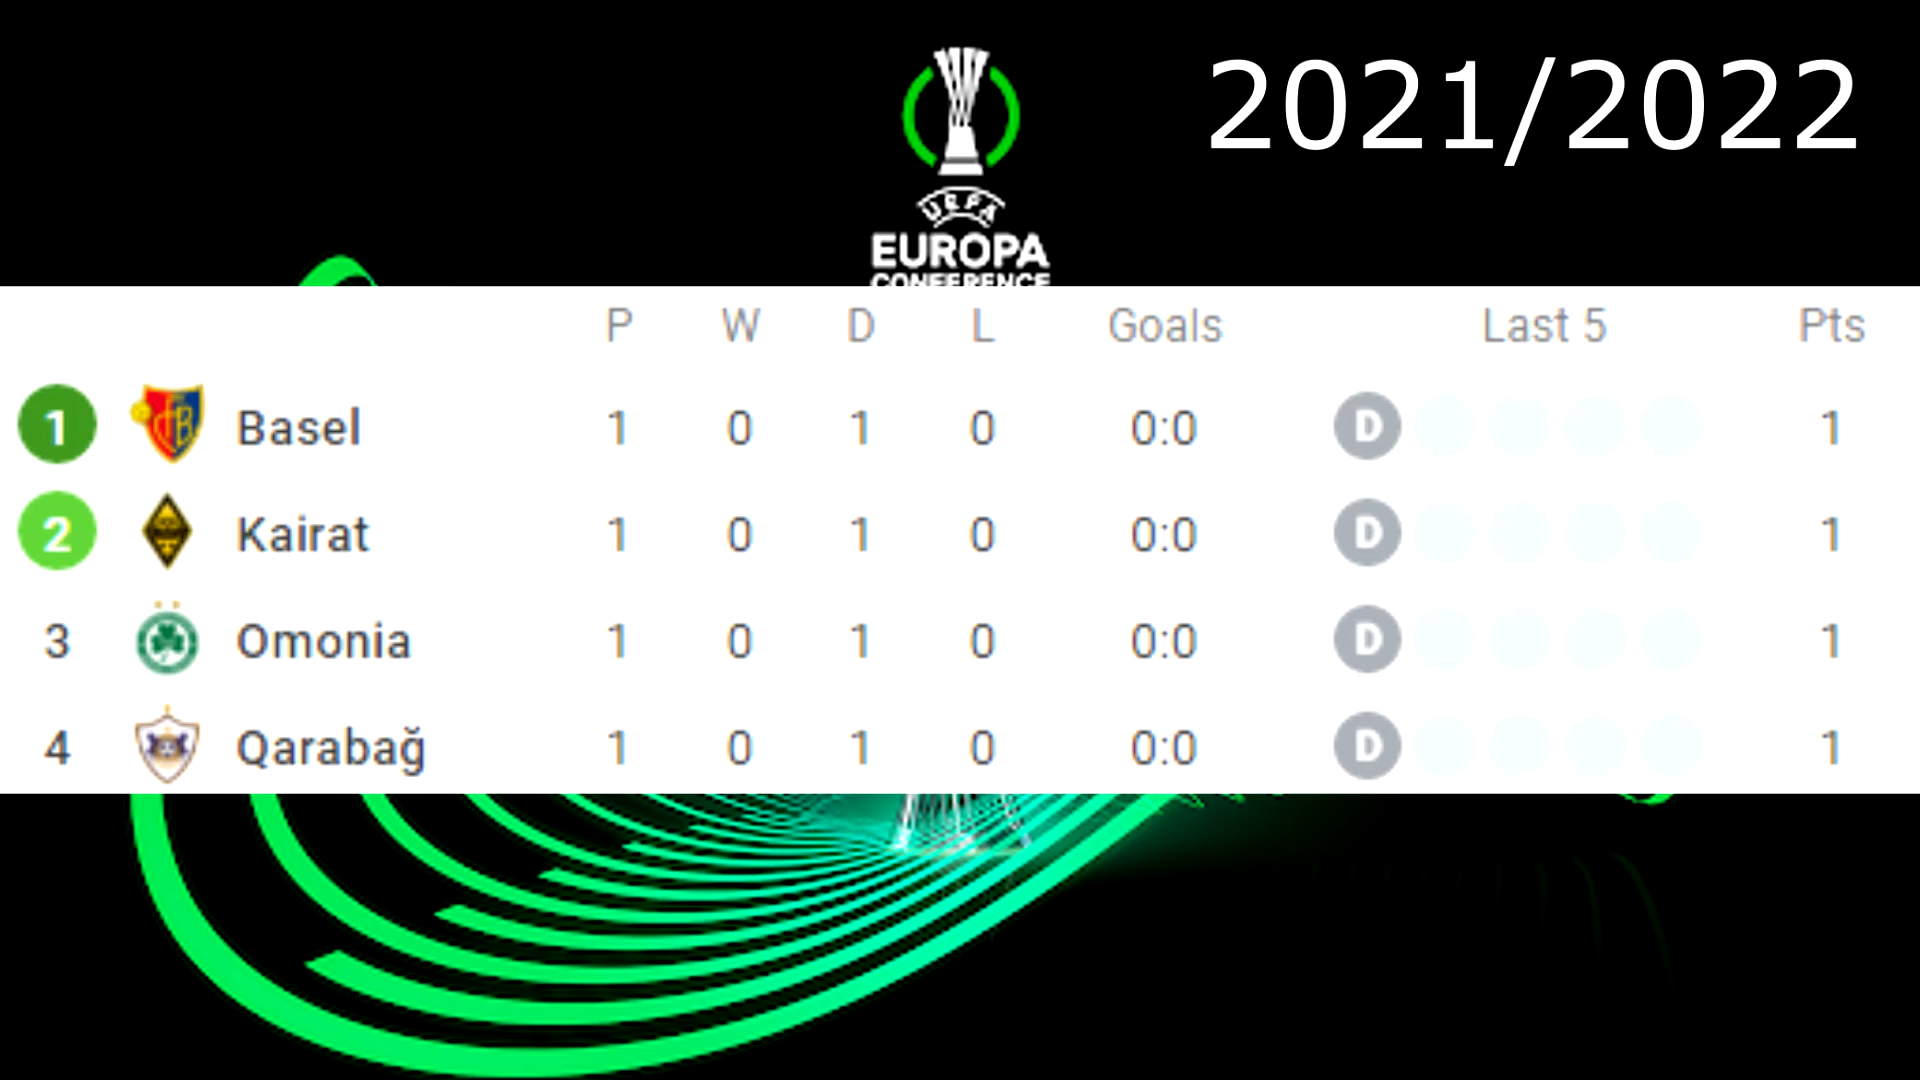 2021/2022
UEFA
EUROPA
CONFERENCE
P W D L Goals Last 5 Pts
1 Basel 1 0 1 0 0:0 D 1
2 Kairat 1 0 1 0 0:0 D 1
3 Omonia 1 0 1 0 0:0 D 1
4 Qarabağ 1 0 1 0 0:0 D 1